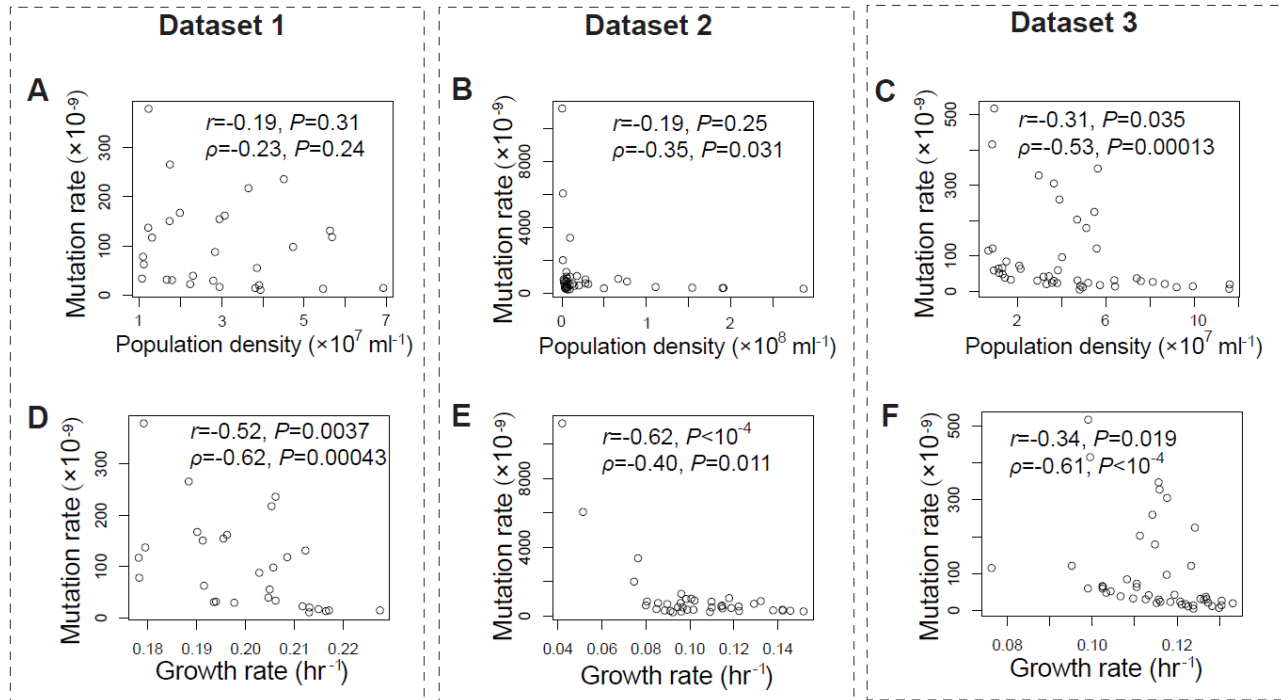 Dataset 1
Dataset 2
Dataset 3
A
Mutation rate (×10⁻⁹)
0 100 200 300
r=-0.19, P=0.31
ρ=-0.23, P=0.24
1 3 5 7
Population density (×10⁷ ml⁻¹)
B
Mutation rate (×10⁻⁹)
0 4000 8000
r=-0.19, P=0.25
ρ=-0.35, P=0.031
0 1 2
Population density (×10⁸ ml⁻¹)
C
Mutation rate (×10⁻⁹)
0 100 300 500
r=-0.31, P=0.035
ρ=-0.53, P=0.00013
2 6 10
Population density (×10⁷ ml⁻¹)
D
Mutation rate (×10⁻⁹)
0 100 200 300
r=-0.52, P=0.0037
ρ=-0.62, P=0.00043
0.18 0.19 0.20 0.21 0.22
Growth rate (hr⁻¹)
E
Mutation rate (×10⁻⁹)
0 4000 8000
r=-0.62, P<10⁻⁴
ρ=-0.40, P=0.011
0.04 0.06 0.08 0.10 0.12 0.14
Growth rate (hr⁻¹)
F
Mutation rate (×10⁻⁹)
0 100 300 500
r=-0.34, P=0.019
ρ=-0.61, P<10⁻⁴
0.08 0.10 0.12
Growth rate (hr⁻¹)